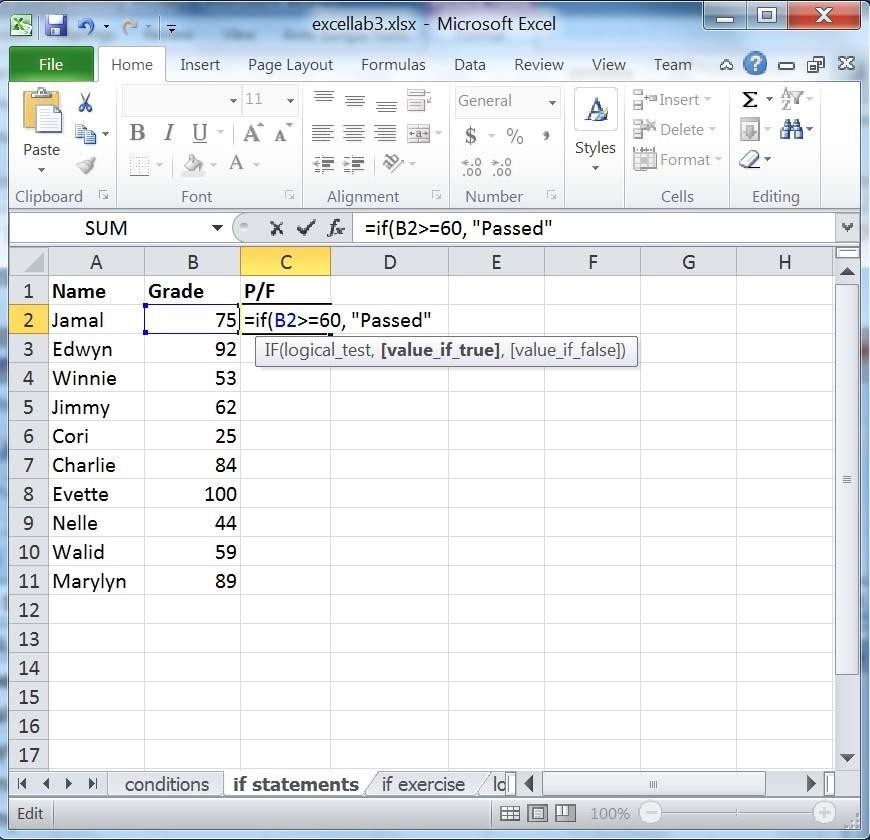 excellab3.xlsx - Microsoft Excel
File Home Insert Page Layout Formulas Data Review View Team
11 General Insert Σ
B I U A A $ % , Styles Delete
Paste A Format
Clipboard Font Alignment Number Cells Editing
SUM fx =if(B2>=60, "Passed"
A B C D E F G H
1 Name Grade P/F
2 Jamal 75 =if(B2>=60, "Passed"
3 Edwyn 92 IF(logical_test, [value_if_true], [value_if_false])
4 Winnie 53
5 Jimmy 62
6 Cori 25
7 Charlie 84
8 Evette 100
9 Nelle 44
10 Walid 59
11 Marylyn 89
12
13
14
15
16
17
conditions if statements if exercise lo
Edit 100%